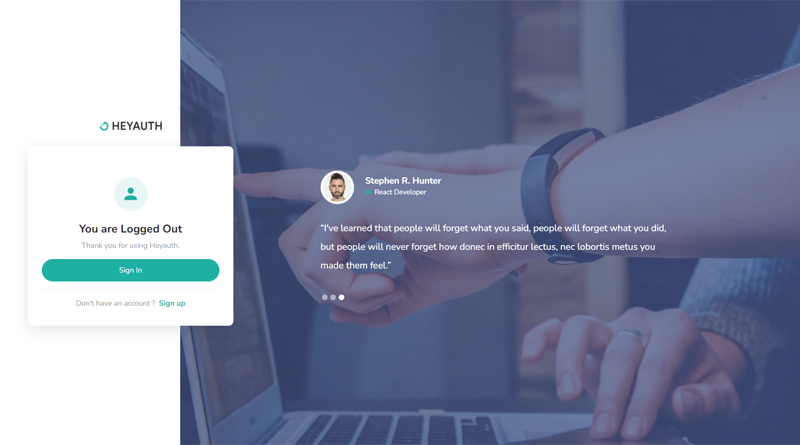 HEYAUTH
You are Logged Out
Thank you for using Heyauth.
Sign In
Don't have an account ? Sign up
Stephen R. Hunter
React Developer
"I've learned that people will forget what you said, people will forget what you did,
but people will never forget how donec in efficitur lectus, nec lobortis metus you
made them feel."